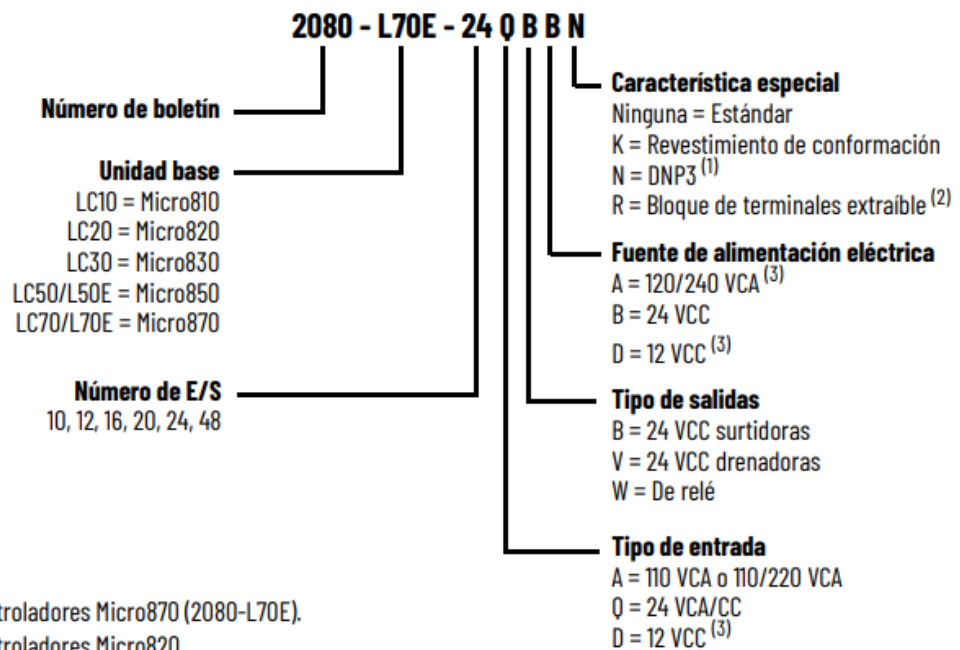 2080 - L70E - 24 Q B B N
Número de boletín
Unidad base
LC10 = Micro810
LC20 = Micro820
LC30 = Micro830
LC50/L50E = Micro850
LC70/L70E = Micro870
Número de E/S
10, 12, 16, 20, 24, 48
Característica especial
Ninguna = Estándar
K = Revestimiento de conformación
N = DNP3 (1)
R = Bloque de terminales extraíble (2)
Fuente de alimentación eléctrica
A = 120/240 VCA (3)
B = 24 VCC
D = 12 VCC (3)
Tipo de salidas
B = 24 VCC surtidoras
V = 24 VCC drenadoras
W = De relé
Tipo de entrada
A = 110 VCA o 110/220 VCA
Q = 24 VCA/CC
D = 12 VCC (3)
troladores Micro870 (2080-L70E).
troladores Micro820